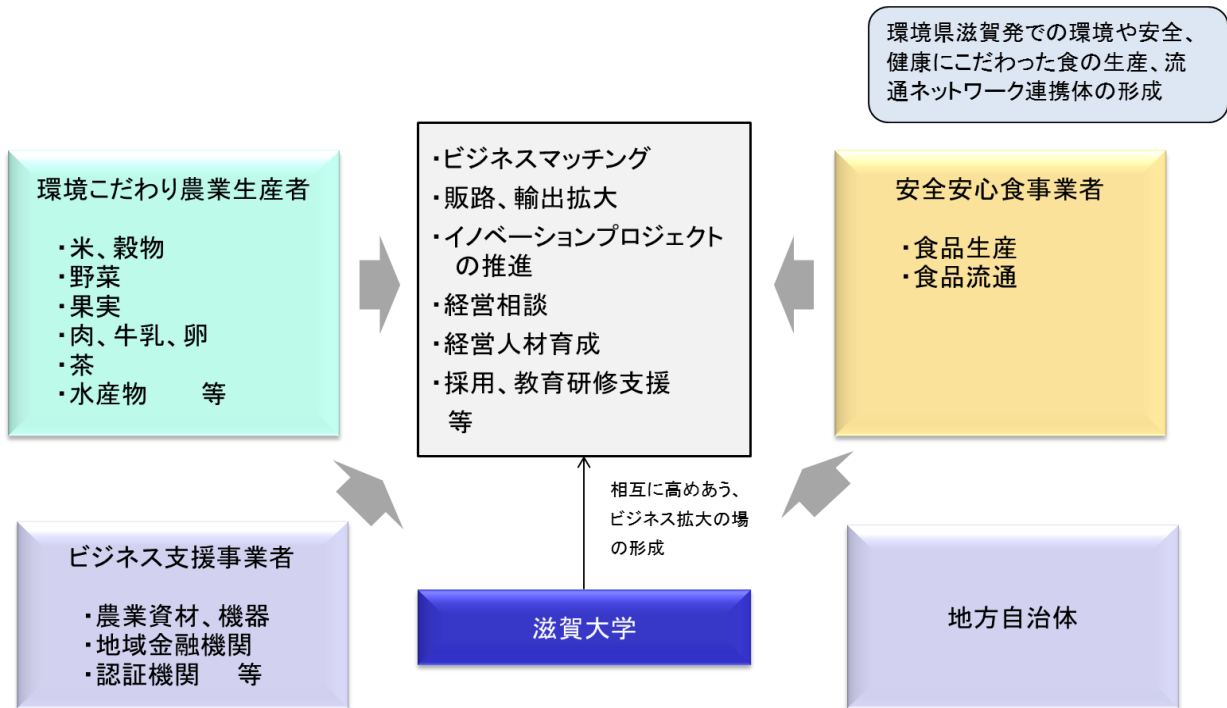 環境県滋賀発での環境や安全、
健康にこだわった食の生産、流
通ネットワーク連携体の形成
環境こだわり農業生産者
・米、穀物
・野菜
・果実
・肉、牛乳、卵
・茶
・水産物　　等
・ビジネスマッチング
・販路、輸出拡大
・イノベーションプロジェクト
の推進
・経営相談
・経営人材育成
・採用、教育研修支援
等
安全安心食事業者
・食品生産
・食品流通
相互に高めあう、
ビジネス拡大の場
の形成
ビジネス支援事業者
・農業資材、機器
・地域金融機関
・認証機関　等
滋賀大学
地方自治体